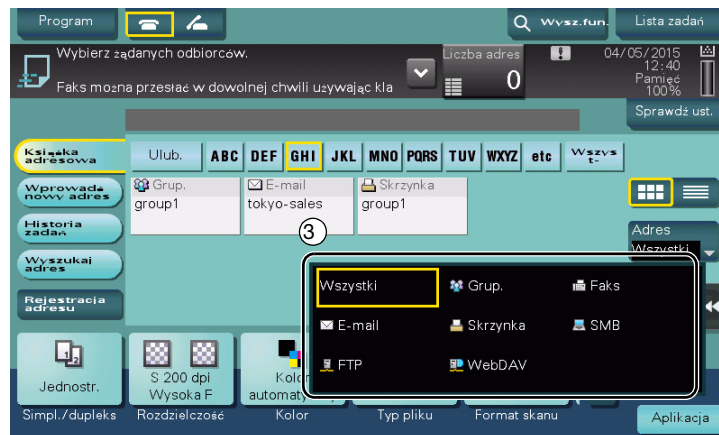 Program
Wysz.fun.
Lista zadań
Wybierz żądanych odbiorców.
Faks można przesłać w dowolnej chwili używając kla
Liczba adres
0
04/05/2015
12:40
Pamięć
100%
Sprawdź ust.
Książka
adresowa
Ulub.
ABC
DEF
GHI
JKL
MNO
PQRS
TUV
WXYZ
etc
Wszys
t-
Wprowadź
nowy adres
Grup.
group1
E-mail
tokyo-sales
Skrzynka
group1
Historia
zadań
3
Adres
Wszystki
Wyszukaj
adres
Rejestracja
adresu
Wszystki
Grup.
Faks
E-mail
Skrzynka
SMB
FTP
WebDAV
1
2
Jednostr.
S 200 dpi
Wysoka F
Kolor
automaty
Simpl./dupleks
Rozdzielczość
Kolor
Typ pliku
Format skanu
Aplikacja